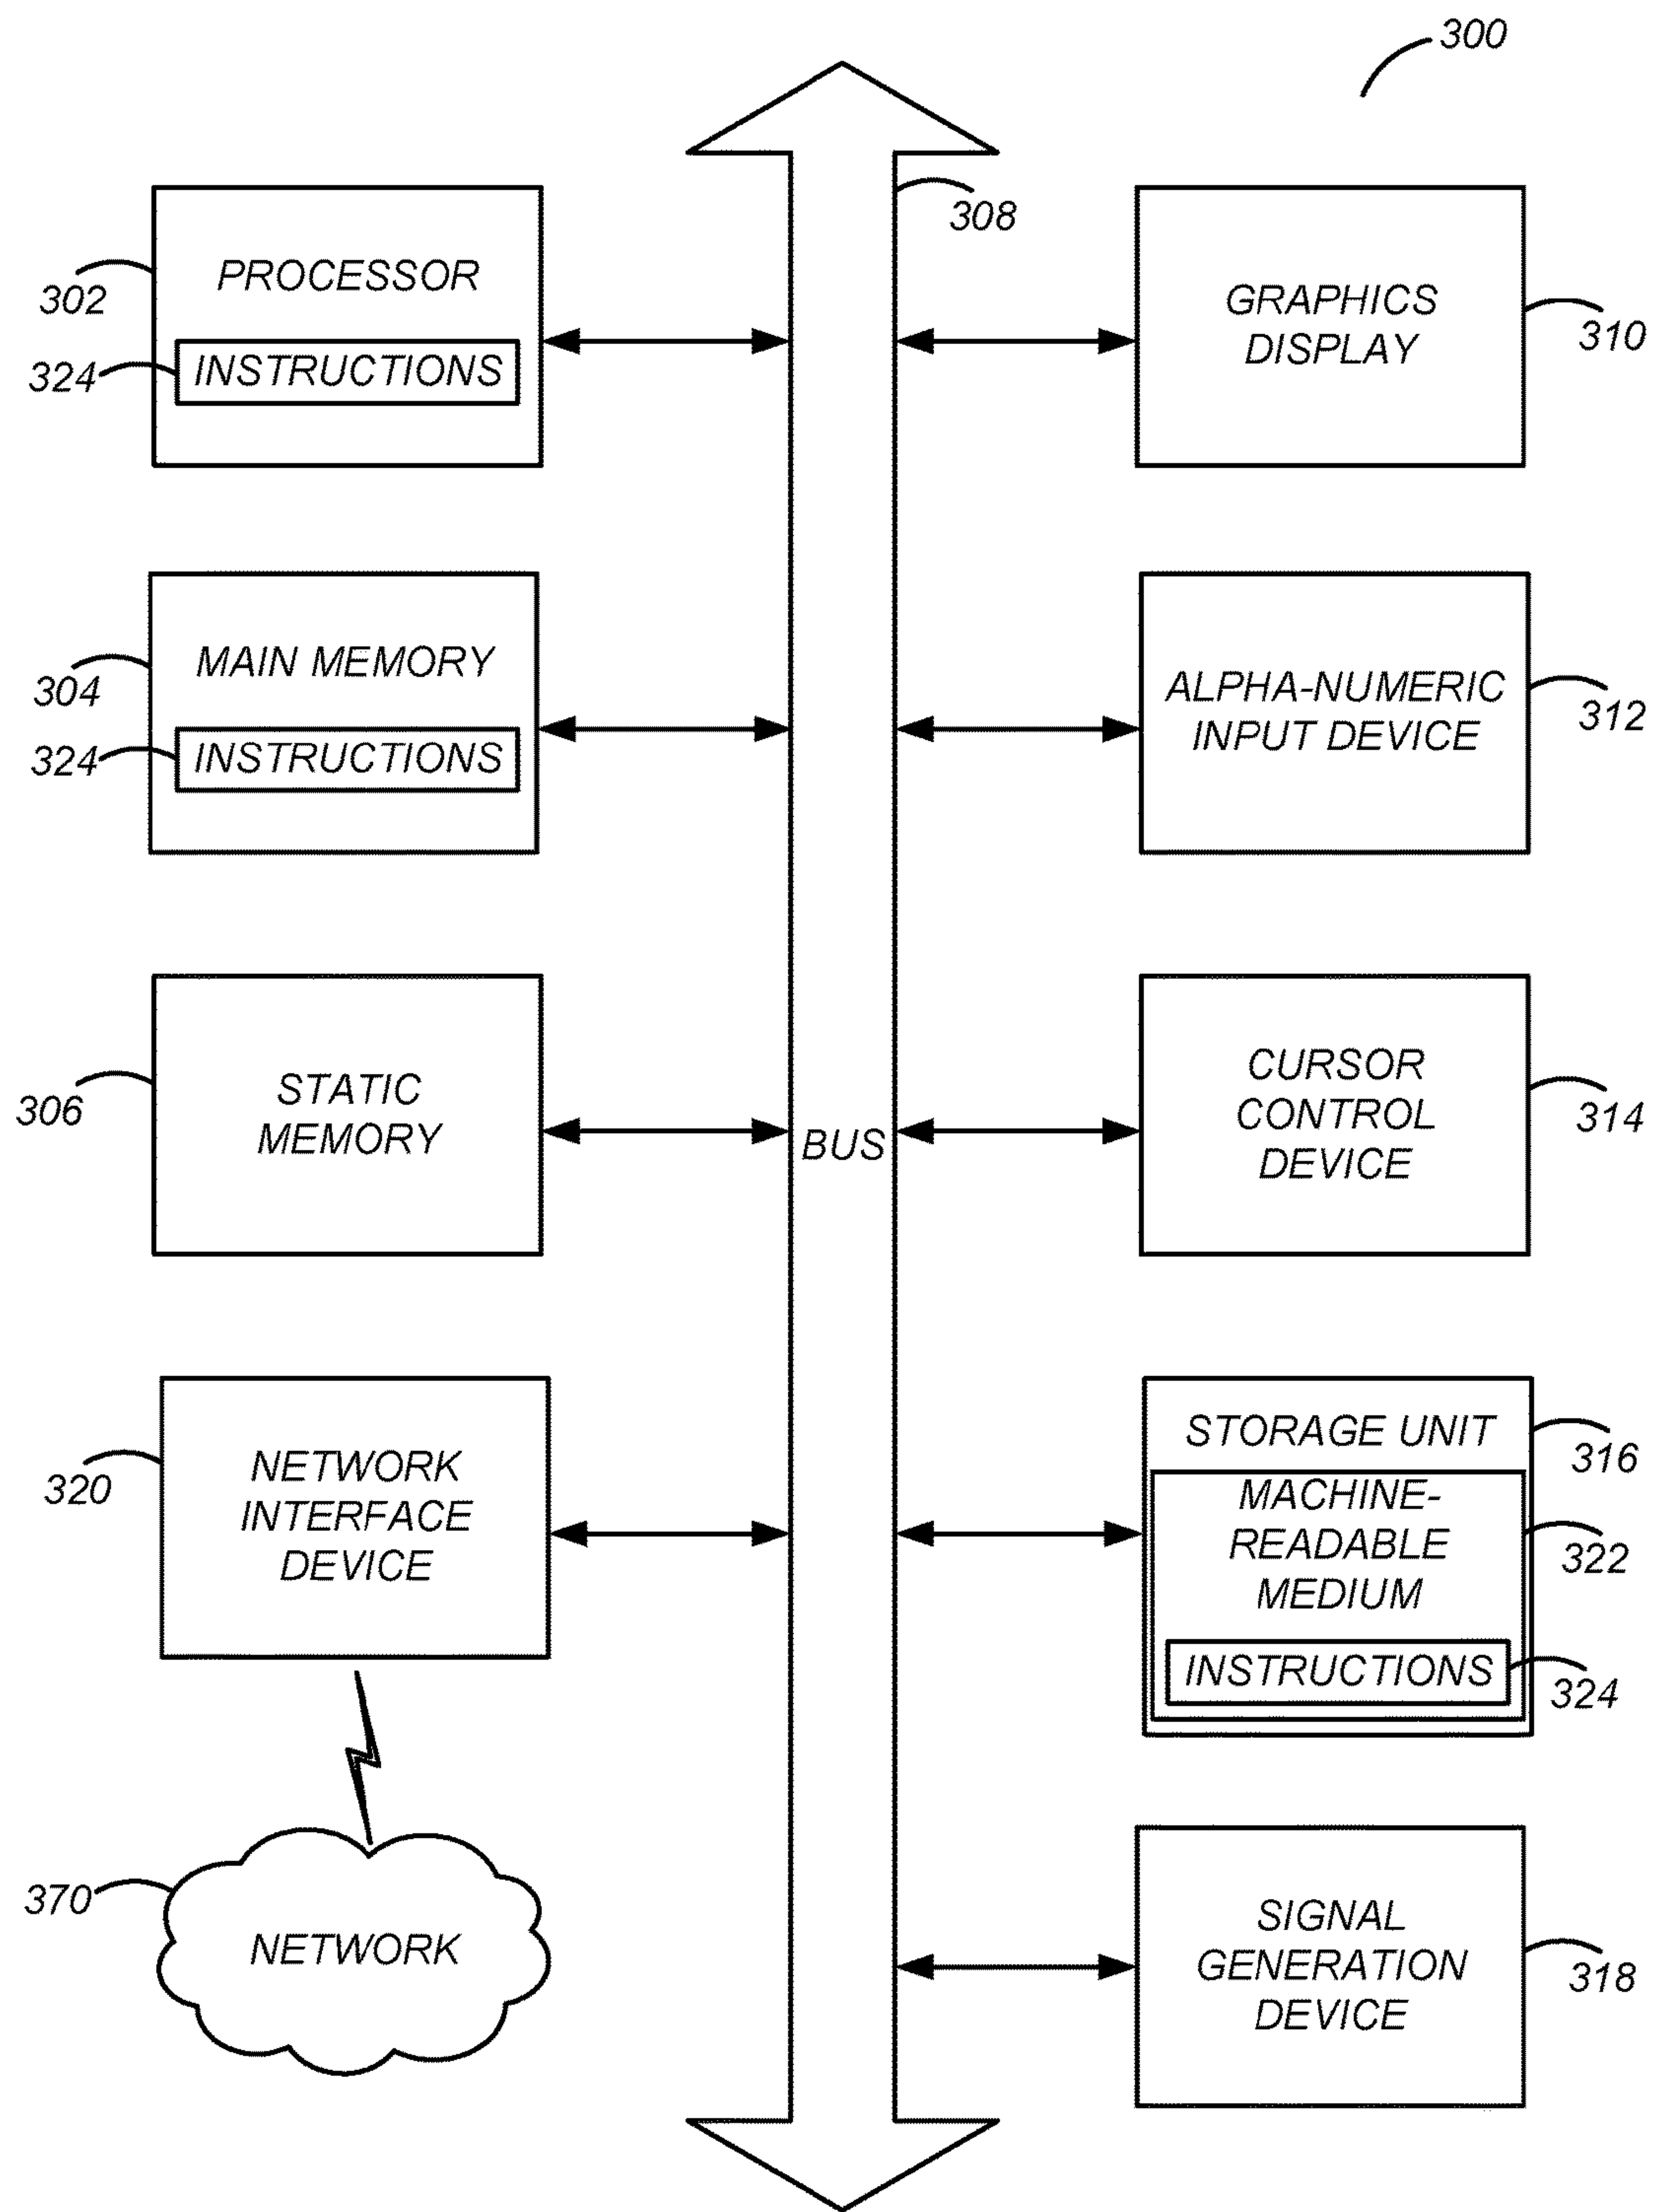 300
308
PROCESSOR
302
INSTRUCTIONS
324
GRAPHICS
DISPLAY
310
MAIN MEMORY
304
INSTRUCTIONS
324
ALPHA-NUMERIC
INPUT DEVICE
312
STATIC
MEMORY
306
BUS
CURSOR
CONTROL
DEVICE
314
NETWORK
INTERFACE
DEVICE
320
STORAGE UNIT
316
MACHINE-
READABLE
MEDIUM
322
INSTRUCTIONS
324
370
NETWORK
SIGNAL
GENERATION
DEVICE
318